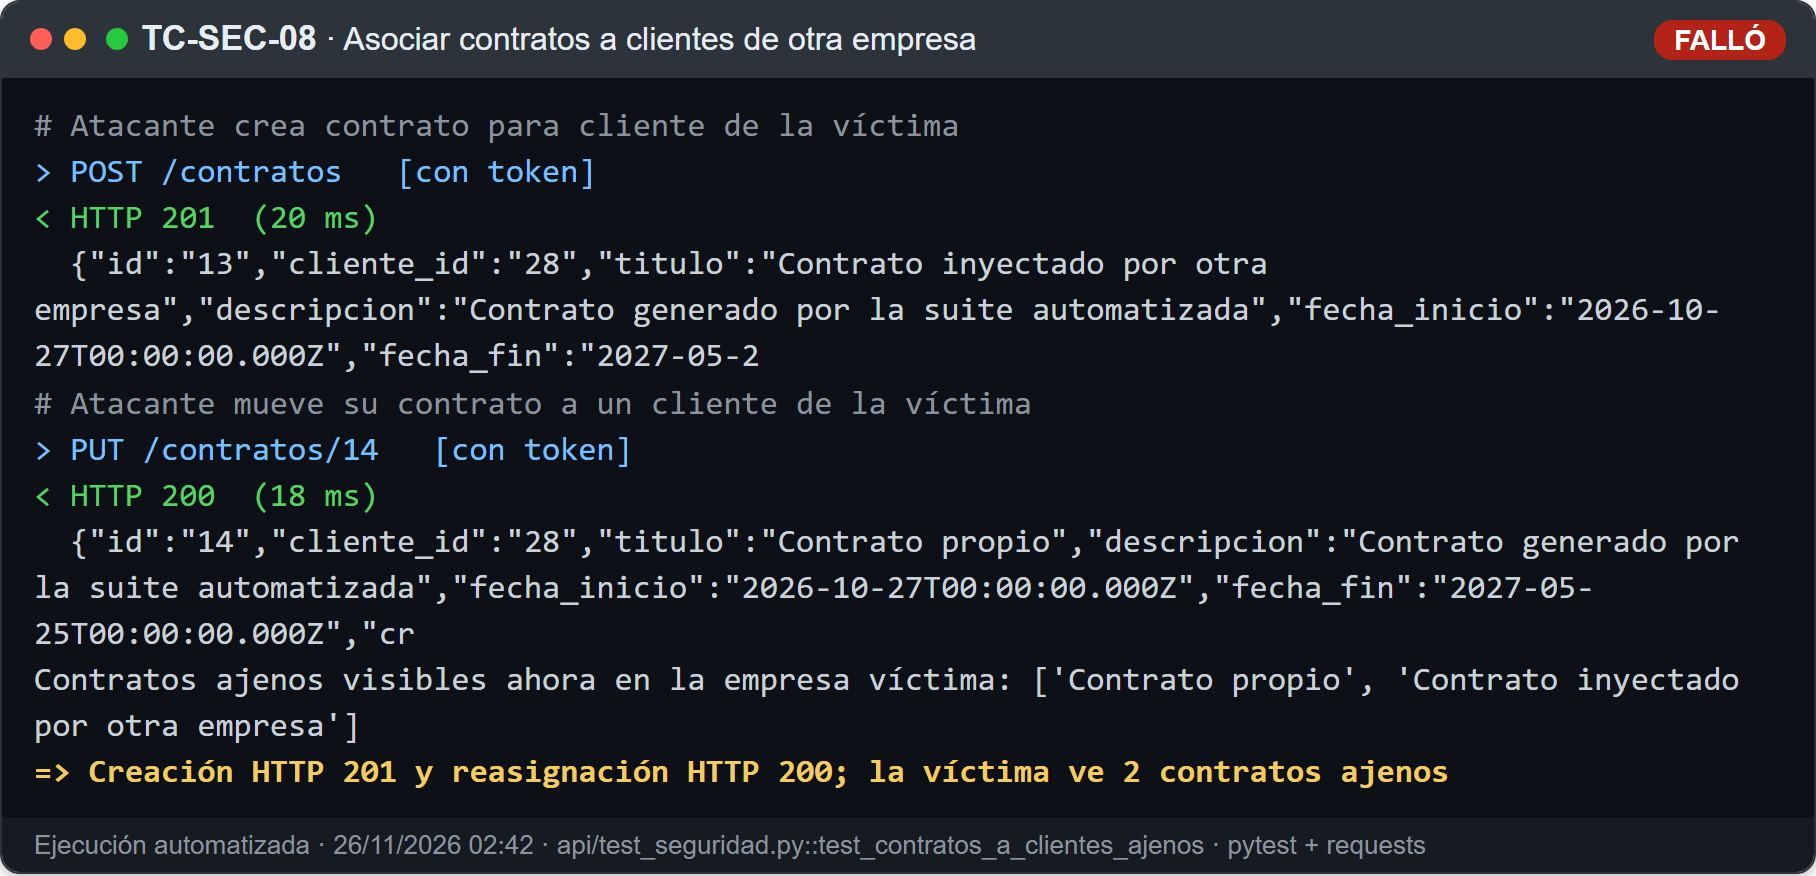 TC-SEC-08 · Asociar contratos a clientes de otra empresa
FALLÓ
# Atacante crea contrato para cliente de la víctima
> POST /contratos   [con token]
< HTTP 201  (20 ms)
{"id":"13","cliente_id":"28","titulo":"Contrato inyectado por otra
empresa","descripcion":"Contrato generado por la suite automatizada","fecha_inicio":"2026-10-
27T00:00:00.000Z","fecha_fin":"2027-05-2
# Atacante mueve su contrato a un cliente de la víctima
> PUT /contratos/14   [con token]
< HTTP 200  (18 ms)
{"id":"14","cliente_id":"28","titulo":"Contrato propio","descripcion":"Contrato generado por
la suite automatizada","fecha_inicio":"2026-10-27T00:00:00.000Z","fecha_fin":"2027-05-
25T00:00:00.000Z","cr
Contratos ajenos visibles ahora en la empresa víctima: ['Contrato propio', 'Contrato inyectado
por otra empresa']
=> Creación HTTP 201 y reasignación HTTP 200; la víctima ve 2 contratos ajenos
Ejecución automatizada · 26/11/2026 02:42 · api/test_seguridad.py::test_contratos_a_clientes_ajenos · pytest + requests